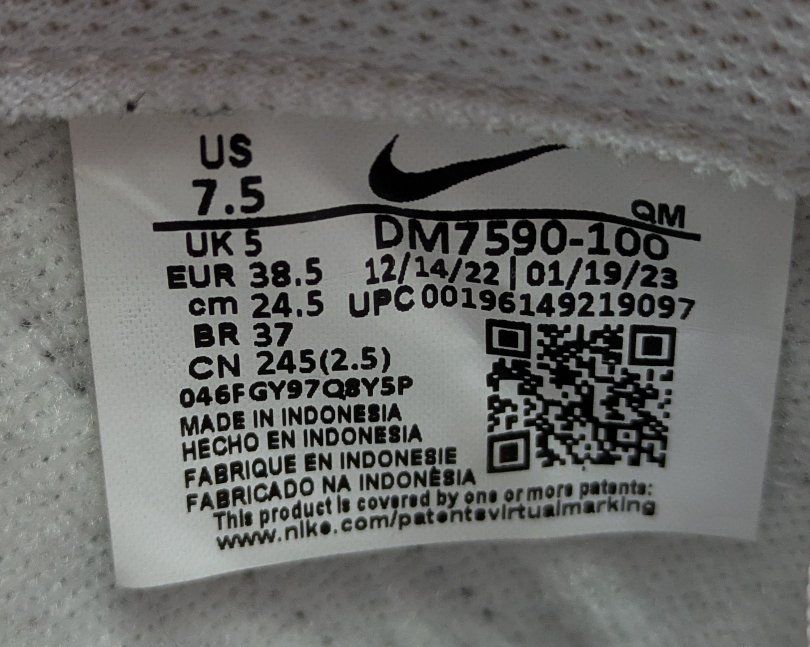 US
7.5
QM
UK 5
DM7590-100
EUR 38.5
12/14/22 | 01/19/23
cm 24.5
UPC 00196149219097
BR 37
CN 245(2.5)
046FGY97Q8Y5P
MADE IN INDONESIA
HECHO EN INDONESIA
FABRIQUE EN INDONESIE
FABRICADO NA INDONÉSIA
This product is covered by one or more patents:
www.nike.com/patentsvirtualmarking